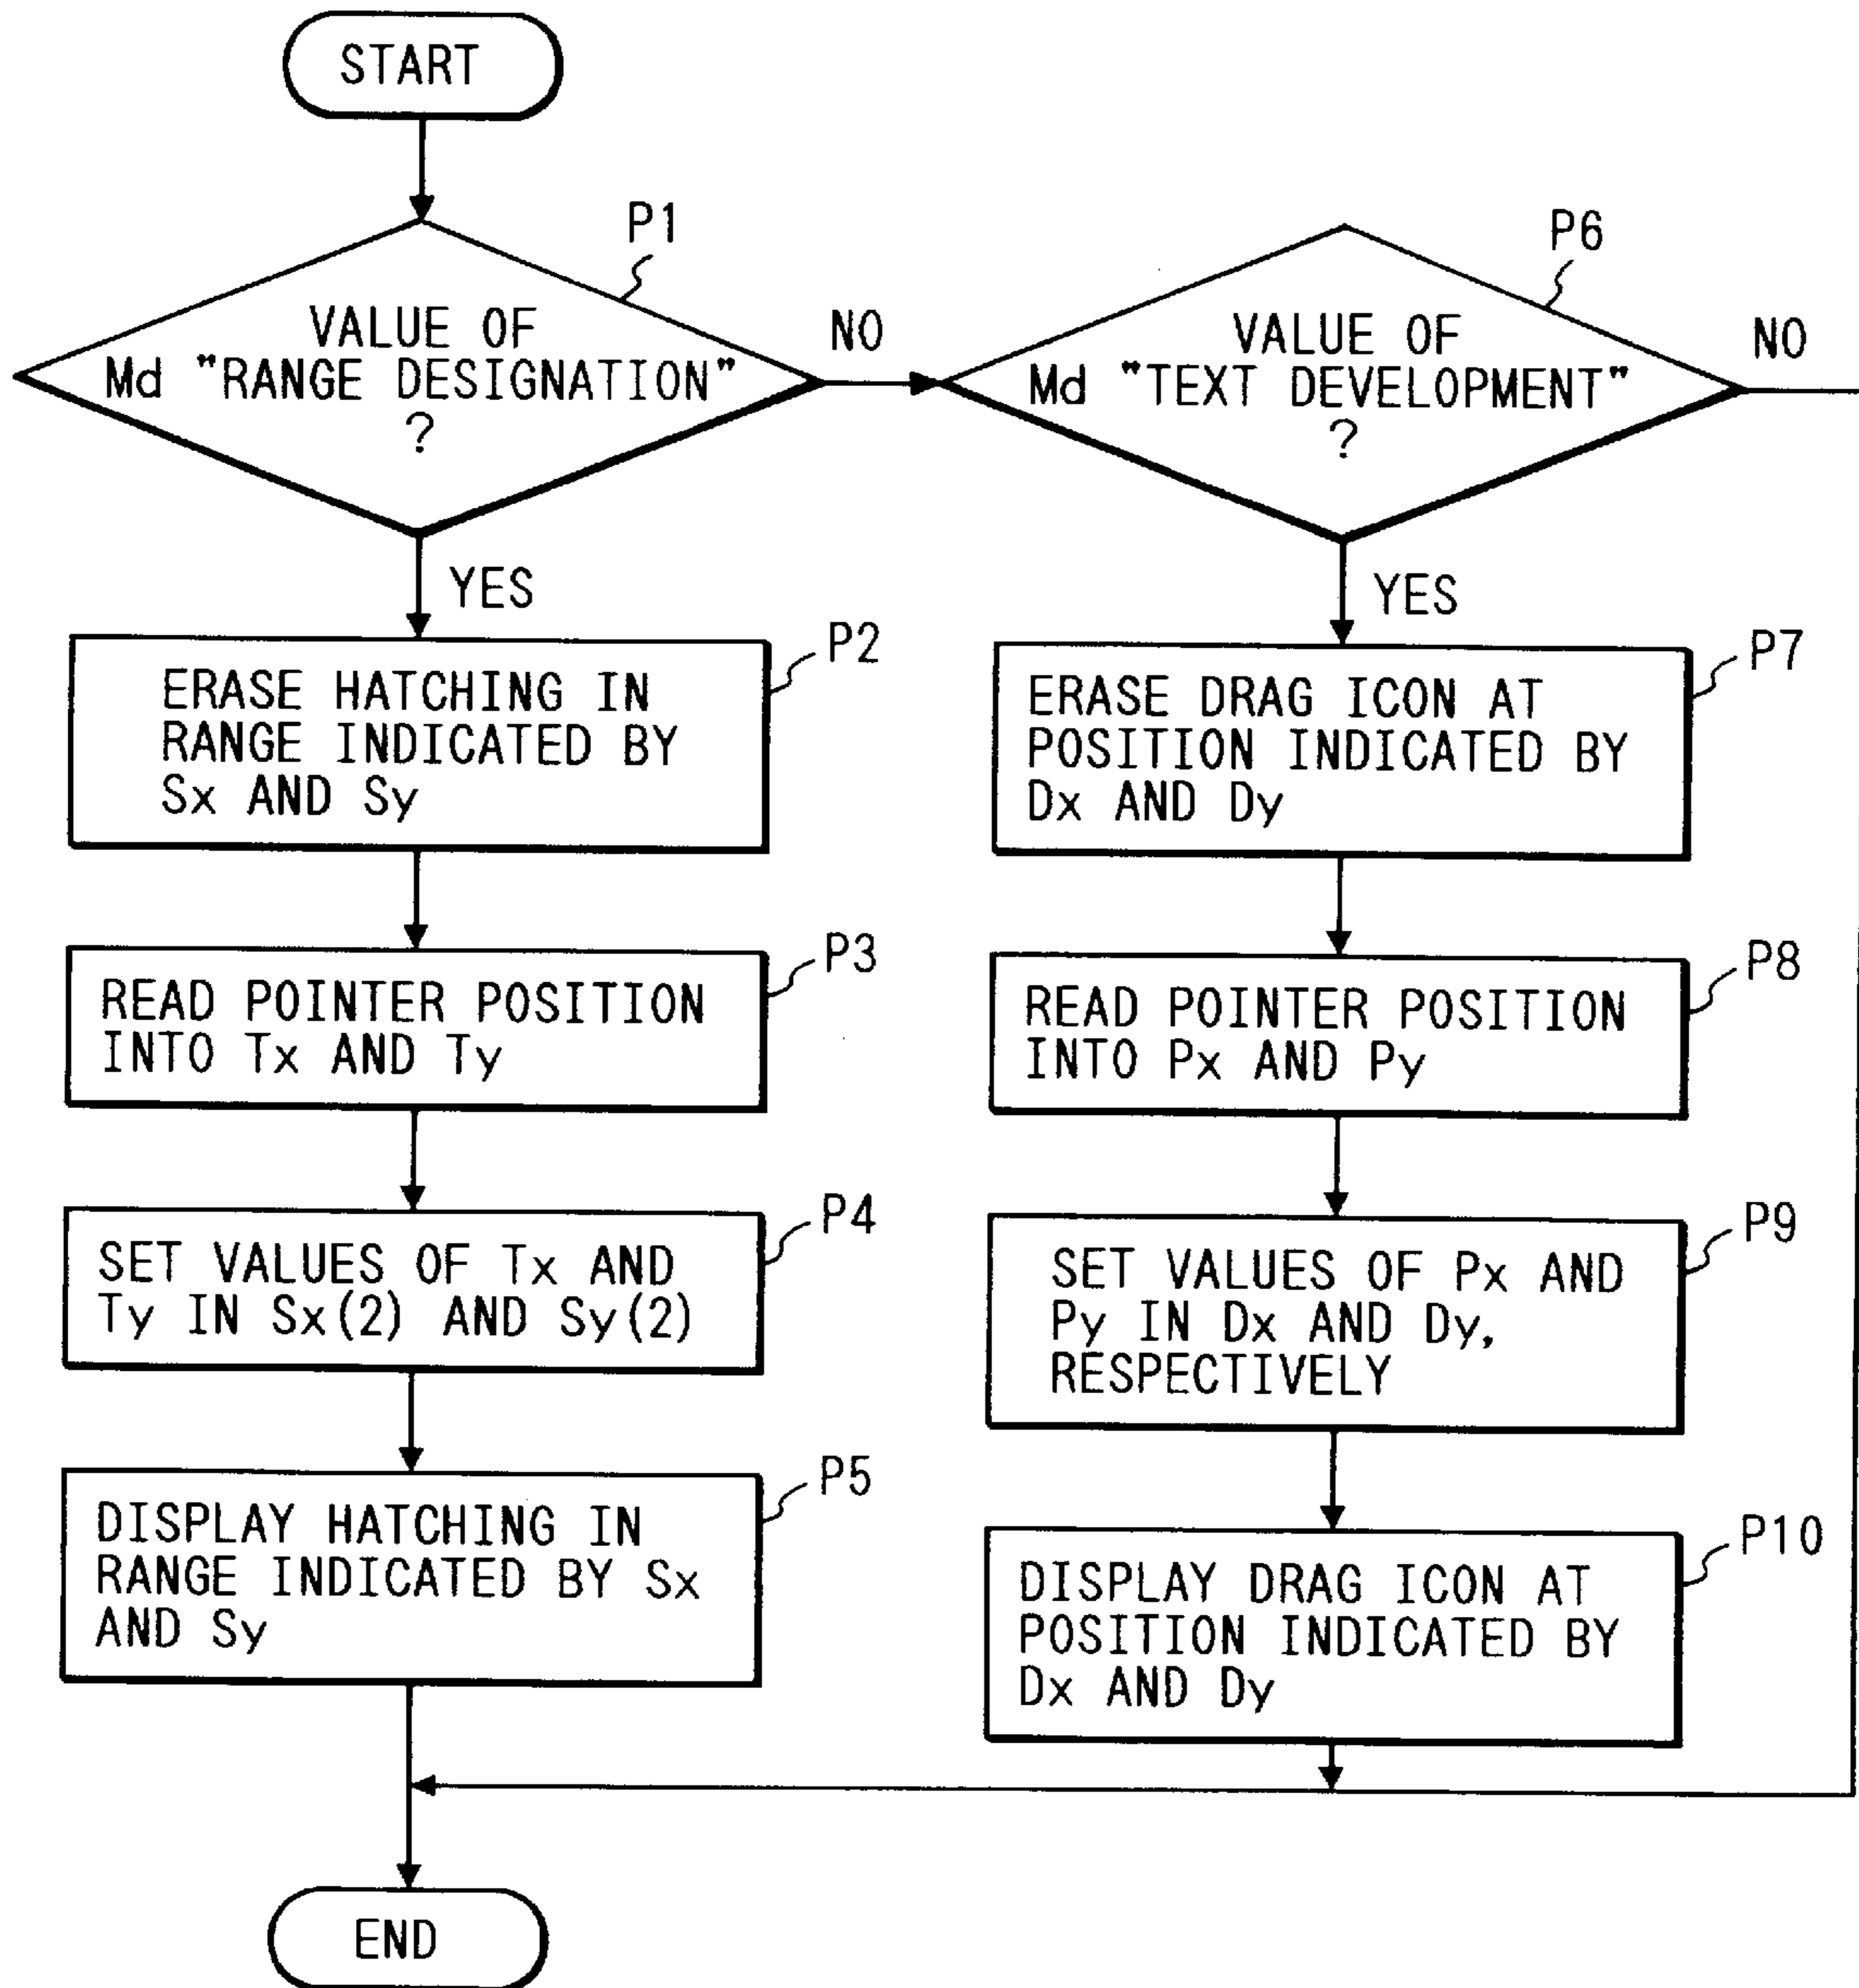 START
P1
VALUE OF
Md "RANGE DESIGNATION"
?
NO
YES
P2
ERASE HATCHING IN
RANGE INDICATED BY
Sx AND Sy
P3
READ POINTER POSITION
INTO Tx AND Ty
P4
SET VALUES OF Tx AND
Ty IN Sx(2) AND Sy(2)
P5
DISPLAY HATCHING IN
RANGE INDICATED BY Sx
AND Sy
P6
VALUE OF
Md "TEXT DEVELOPMENT"
?
NO
YES
P7
ERASE DRAG ICON AT
POSITION INDICATED BY
Dx AND Dy
P8
READ POINTER POSITION
INTO Px AND Py
P9
SET VALUES OF Px AND
Py IN Dx AND Dy,
RESPECTIVELY
P10
DISPLAY DRAG ICON AT
POSITION INDICATED BY
Dx AND Dy
END